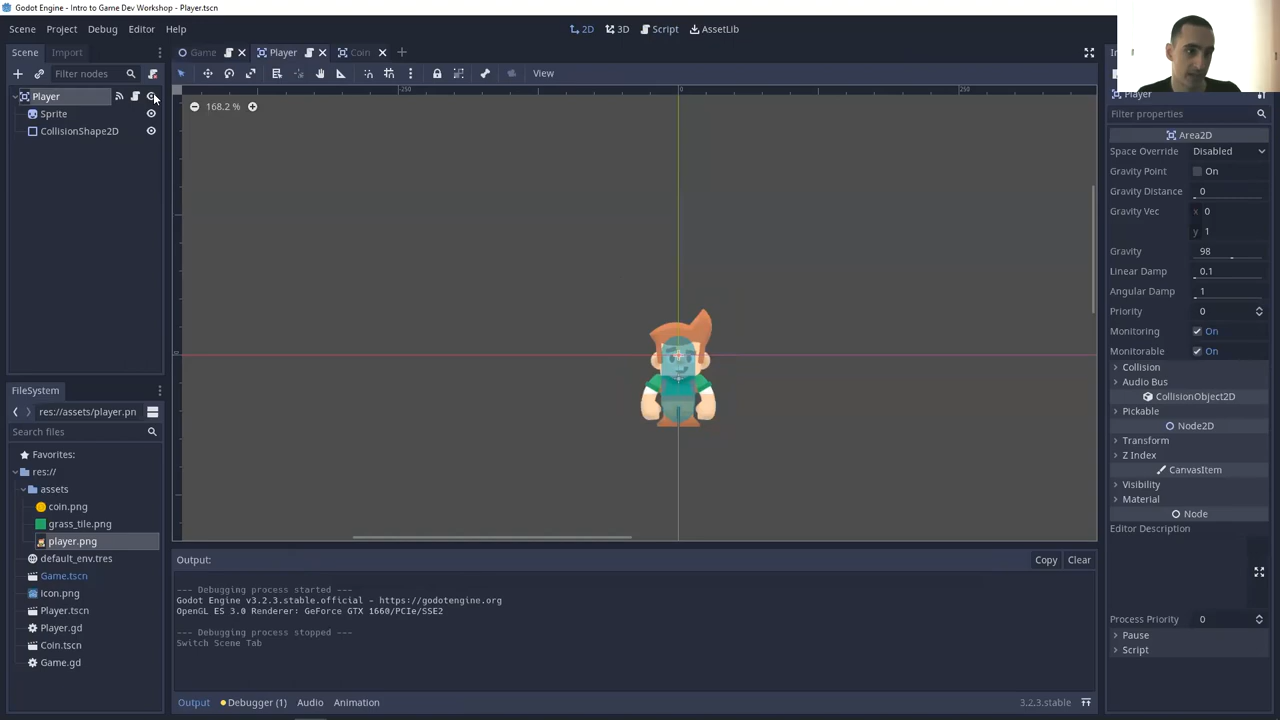 Godot Engine - Intro to Game Dev Workshop - Player.tscn
Scene Project Debug Editor Help
2D 3D Script AssetLib
Scene Import
Game Player Coin
Filter nodes
View
Player
Sprite
CollisionShape2D
-250 0 250
168.2 %
0
FileSystem
res://assets/player.pn
Search files
Favorites:
res://
assets
coin.png
grass_tile.png
player.png
default_env.tres
Game.tscn
icon.png
Player.tscn
Player.gd
Coin.tscn
Game.gd
Output:
Copy Clear
--- Debugging process started ---
Godot Engine v3.2.3.stable.official - https://godotengine.org
OpenGL ES 3.0 Renderer: GeForce GTX 1660/PCIe/SSE2
--- Debugging process stopped ---
Switch Scene Tab
Output Debugger (1) Audio Animation
3.2.3.stable
Player
Filter properties
Area2D
Space Override Disabled
Gravity Point On
Gravity Distance 0
Gravity Vec x 0
y 1
Gravity 98
Linear Damp 0.1
Angular Damp 1
Priority 0
Monitoring On
Monitorable On
Collision
Audio Bus
CollisionObject2D
Pickable
Node2D
Transform
Z Index
CanvasItem
Visibility
Material
Node
Editor Description
Process Priority 0
Pause
Script